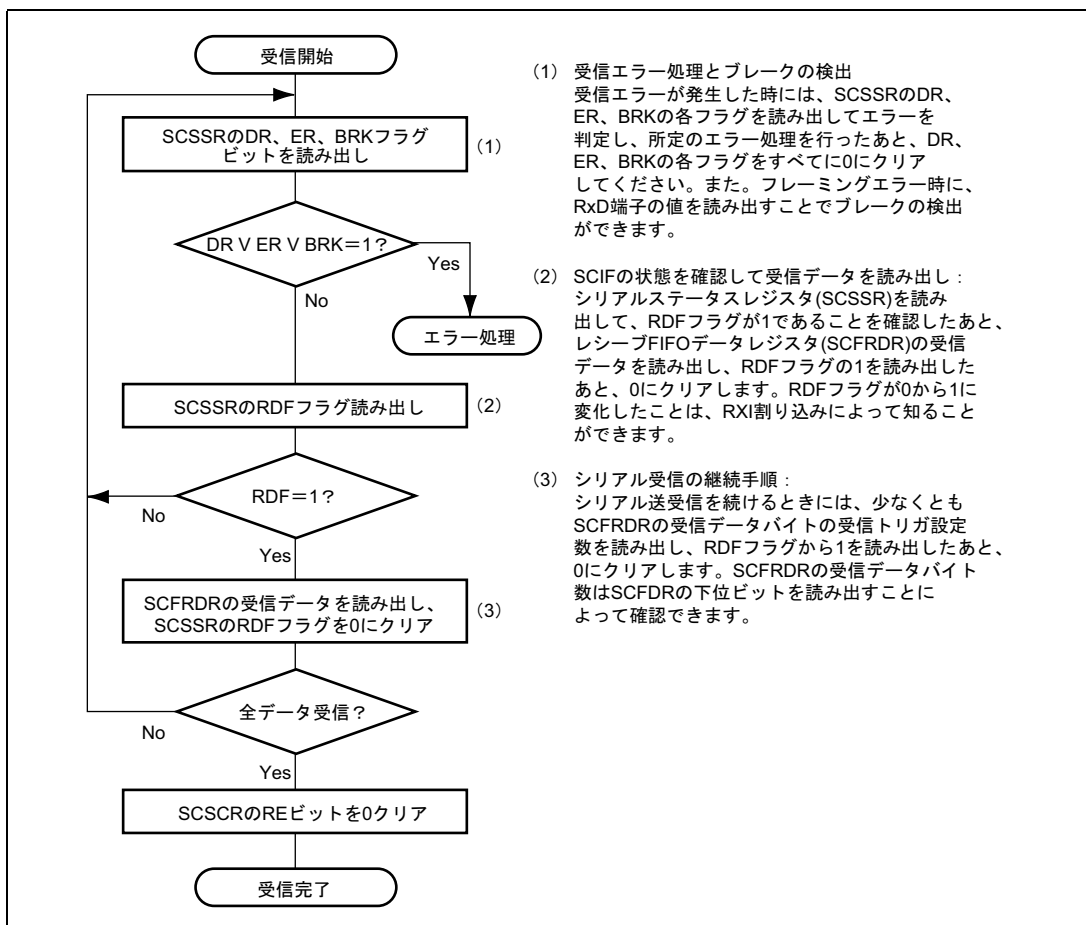 受信開始
SCSSRのDR、ER、BRKフラグ
ビットを読み出し
(1)
DR V ER V BRK＝1？
Yes
No
エラー処理
SCSSRのRDFフラグ読み出し
(2)
RDF＝1？
No
Yes
SCFRDRの受信データを読み出し、
SCSSRのRDFフラグを0にクリア
(3)
全データ受信？
No
Yes
SCSCRのREビットを0クリア
受信完了
(1) 受信エラー処理とブレークの検出
受信エラーが発生した時には、SCSSRのDR、
ER、BRKの各フラグを読み出してエラーを
判定し、所定のエラー処理を行ったあと、DR、
ER、BRKの各フラグをすべてに0にクリア
してください。また。フレーミングエラー時に、
RxD端子の値を読み出すことでブレークの検出
ができます。
(2) SCIFの状態を確認して受信データを読み出し：
シリアルステータスレジスタ(SCSSR)を読み
出して、RDFフラグが1であることを確認したあと、
レシーブFIFOデータレジスタ(SCFRDR)の受信
データを読み出し、RDFフラグの1を読み出した
あと、0にクリアします。RDFフラグが0から1に
変化したことは、RXI割り込みによって知ること
ができます。
(3) シリアル受信の継続手順：
シリアル送受信を続けるときには、少なくとも
SCFRDRの受信データバイトの受信トリガ設定
数を読み出し、RDFフラグから1を読み出したあと、
0にクリアします。SCFRDRの受信データバイト
数はSCFDRの下位ビットを読み出すことに
よって確認できます。